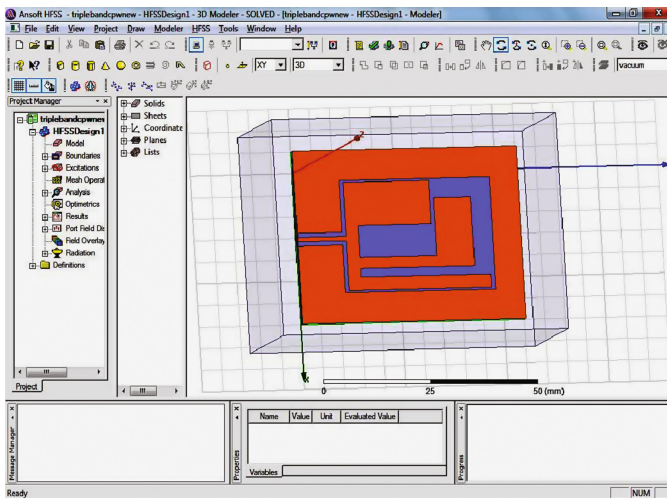 Ansoft HFSS - triplebandcpwnew - HFSSDesign1 - 3D Modeler - SOLVED - [triplebandcpwnew - HFSSDesign1 - Modeler]
File Edit View Project Draw Modeler HFSS Tools Window Help
XY 3D vacuum
Project Manager
triplebandcpwnew
HFSSDesign1
Model
Boundaries
Excitations
Mesh Operat
Analysis
Optimetrics
Results
Port Field Dis
Field Overlay
Radiation
Definitions
Project
Solids
Sheets
Coordinate
Planes
Lists
0 25 50 (mm)
Message Manager
Properties
Name Value Unit Evaluated Value
Variables
Progress
Ready NUM